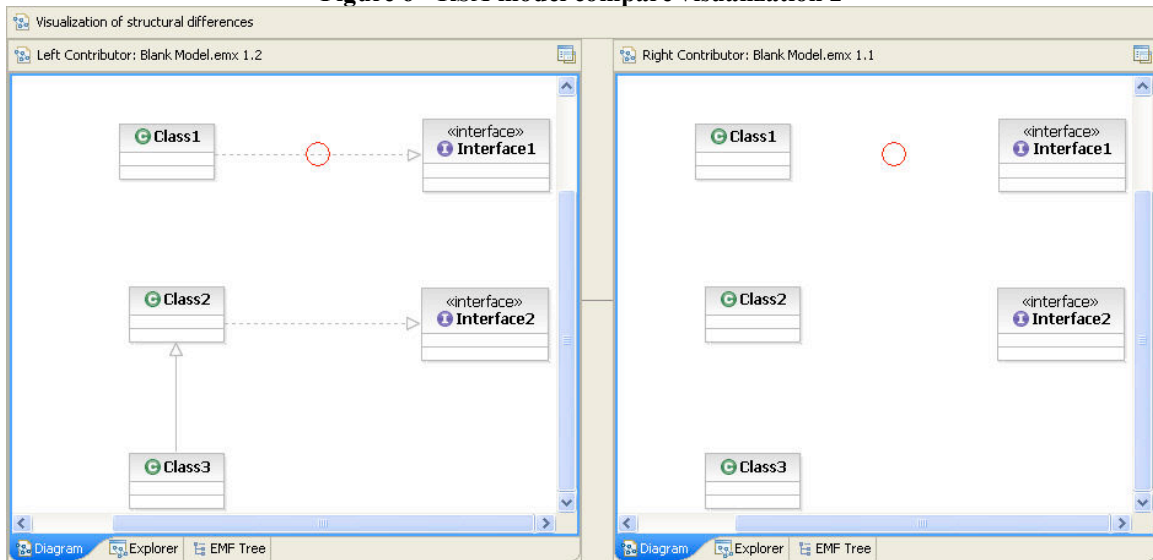 Visualization of structural differences
Left Contributor: Blank Model.emx 1.2
Class1
«interface»
Interface1
Class2
«interface»
Interface2
Class3
Diagram Explorer EMF Tree
Right Contributor: Blank Model.emx 1.1
Class1
«interface»
Interface1
Class2
«interface»
Interface2
Class3
Diagram Explorer EMF Tree